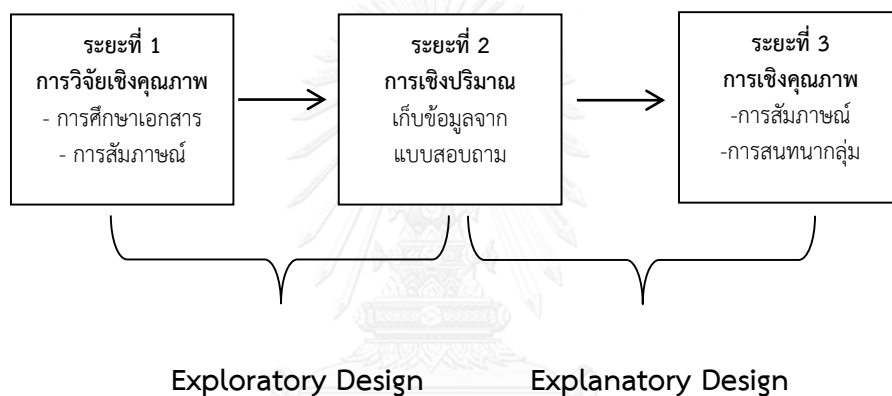 ระยะที่ 1
การวิจัยเชิงคุณภาพ
- การศึกษาเอกสาร
- การสัมภาษณ์
ระยะที่ 2
การเชิงปริมาณ
เก็บข้อมูลจาก
แบบสอบถาม
ระยะที่ 3
การเชิงคุณภาพ
-การสัมภาษณ์
-การสนทนากลุ่ม
Exploratory Design
Explanatory Design